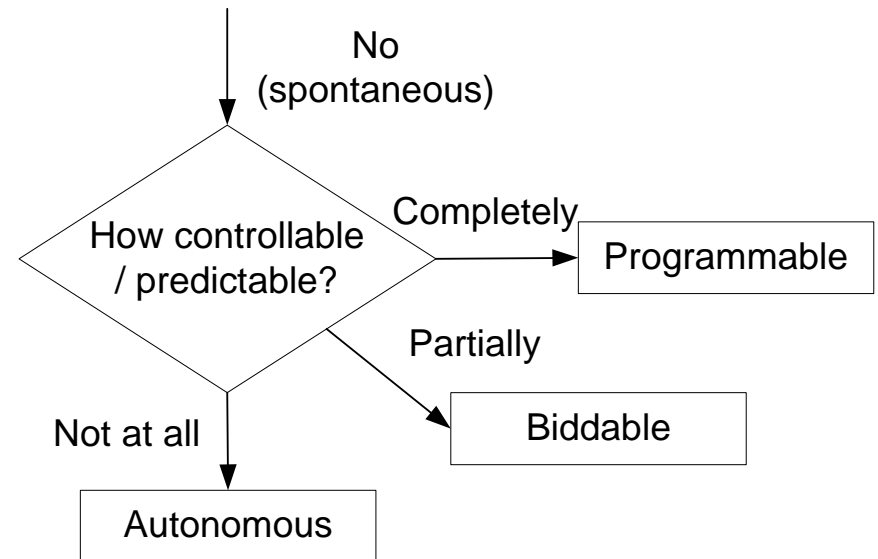 No
(spontaneous)
How controllable
/ predictable?
Completely
Programmable
Partially
Biddable
Not at all
Autonomous